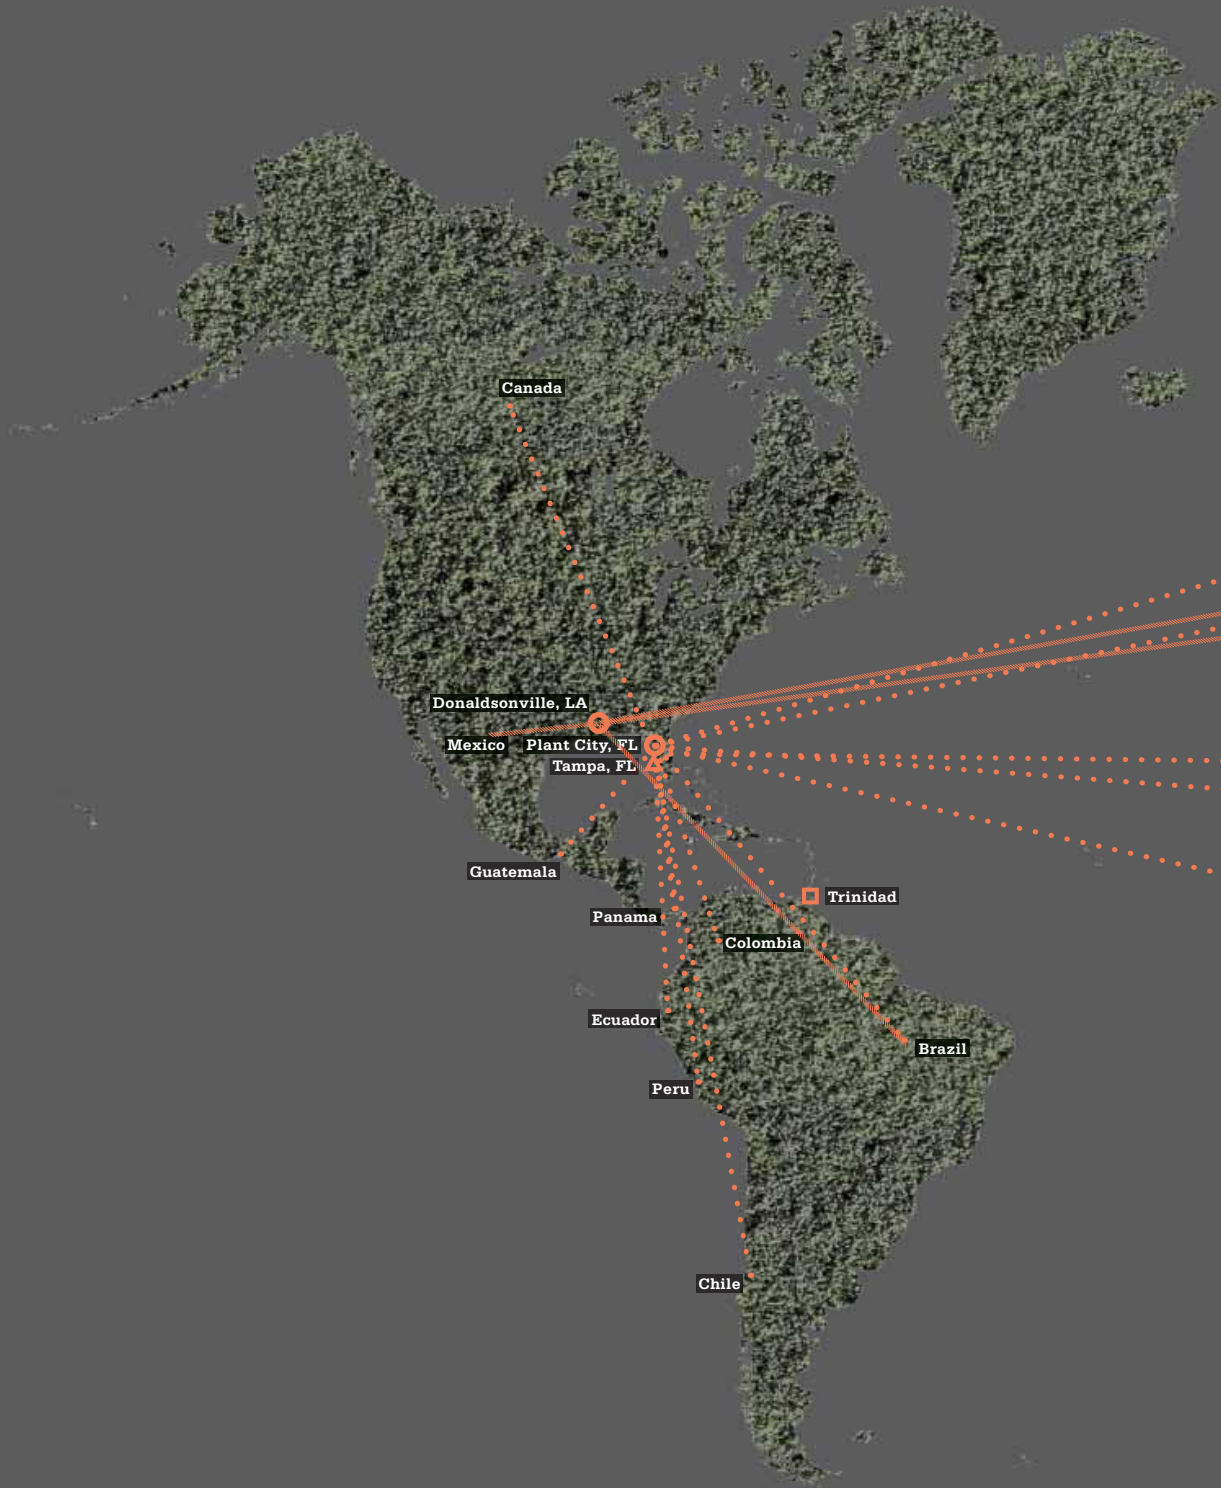 Canada
Donaldsonville, LA
Mexico
Plant City, FL
Tampa, FL
Guatemala
Trinidad
Panama
Colombia
Ecuador
Brazil
Peru
Chile